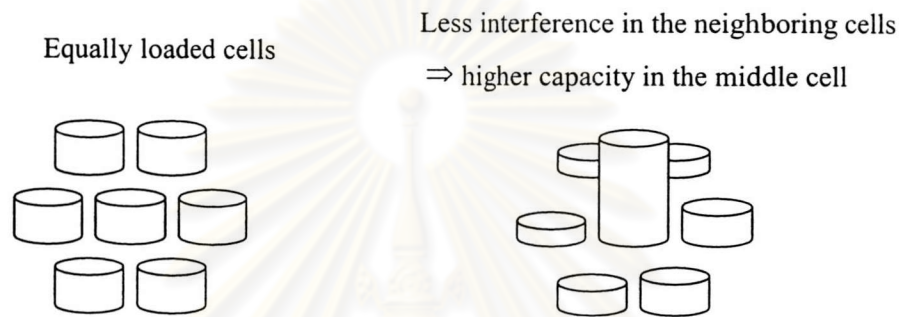 Equally loaded cells
Less interference in the neighboring cells
⇒ higher capacity in the middle cell